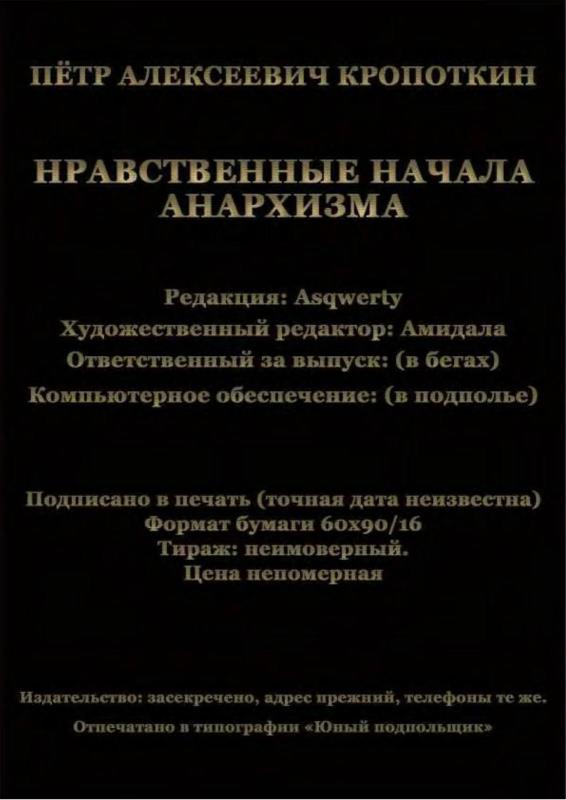 ПЁТР АЛЕКСЕЕВИЧ КРОПОТКИН
НРАВСТВЕННЫЕ НАЧАЛА
АНАРХИЗМА
Редакция: Asqwerty
Художественный редактор: Амидала
Ответственный за выпуск: (в бегах)
Компьютерное обеспечение: (в подполье)
Подписано в печать (точная дата неизвестна)
Формат бумаги 60х90/16
Тираж: неимоверный.
Цена непомерная
Издательство: засекречено, адрес прежний, телефоны те же.
Отпечатано в типографии «Юный подпольщик»